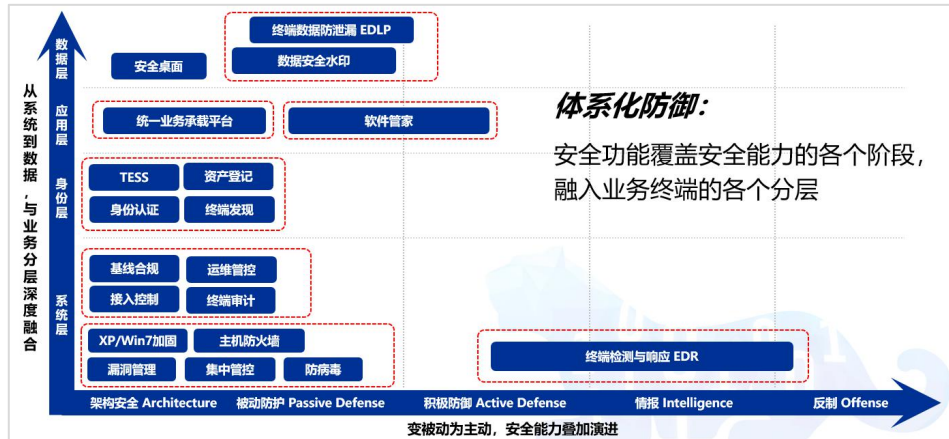 从系统到数据，与业务分层深度融合
数据层
终端数据防泄漏 EDLP
安全桌面
数据安全水印
应用层
统一业务承载平台
软件管家
体系化防御：
安全功能覆盖安全能力的各个阶段，
融入业务终端的各个分层
身份层
TESS
资产登记
身份认证
终端发现
系统层
基线合规
运维管控
接入控制
终端审计
XP/Win7加固
主机防火墙
漏洞管理
集中管控
防病毒
终端检测与响应 EDR
架构安全 Architecture
被动防护 Passive Defense
积极防御 Active Defense
情报 Intelligence
反制 Offense
变被动为主动，安全能力叠加演进